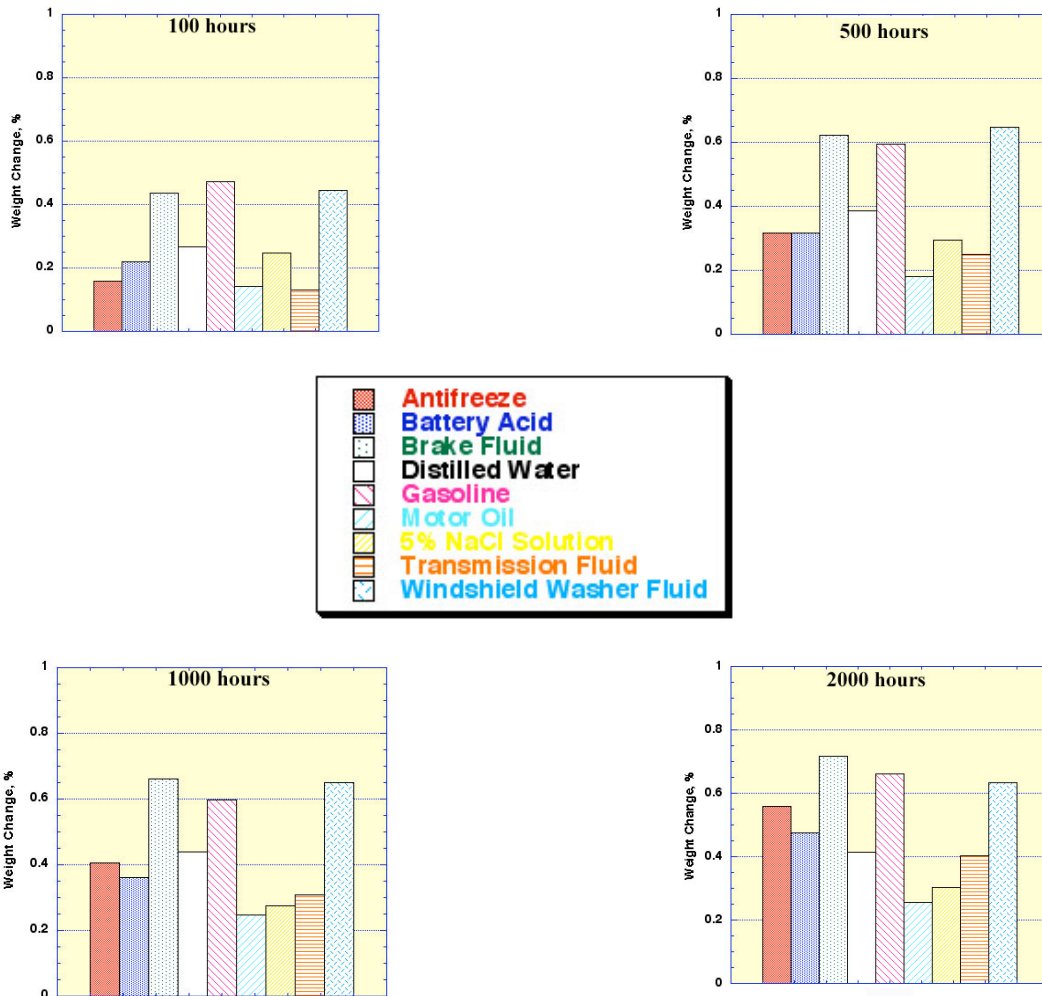 100 hours
Weight Change, %
1
0.8
0.6
0.4
0.2
0
500 hours
Weight Change, %
1
0.8
0.6
0.4
0.2
0
Antifreeze
Battery Acid
Brake Fluid
Distilled Water
Gasoline
Motor Oil
5% NaCl Solution
Transmission Fluid
Windshield Washer Fluid
1000 hours
Weight Change, %
1
0.8
0.6
0.4
0.2
0
2000 hours
Weight Change, %
1
0.8
0.6
0.4
0.2
0